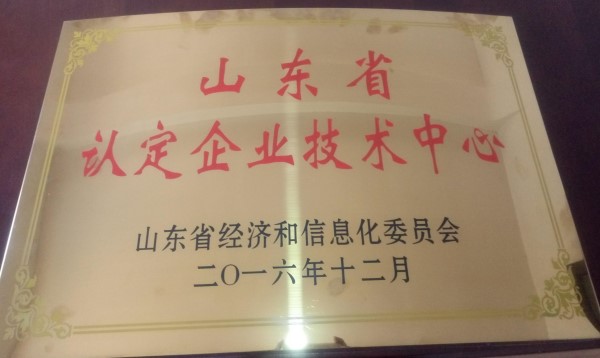 山东省
认定企业技术中心
山东省经济和信息化委员会
二〇一六年十二月